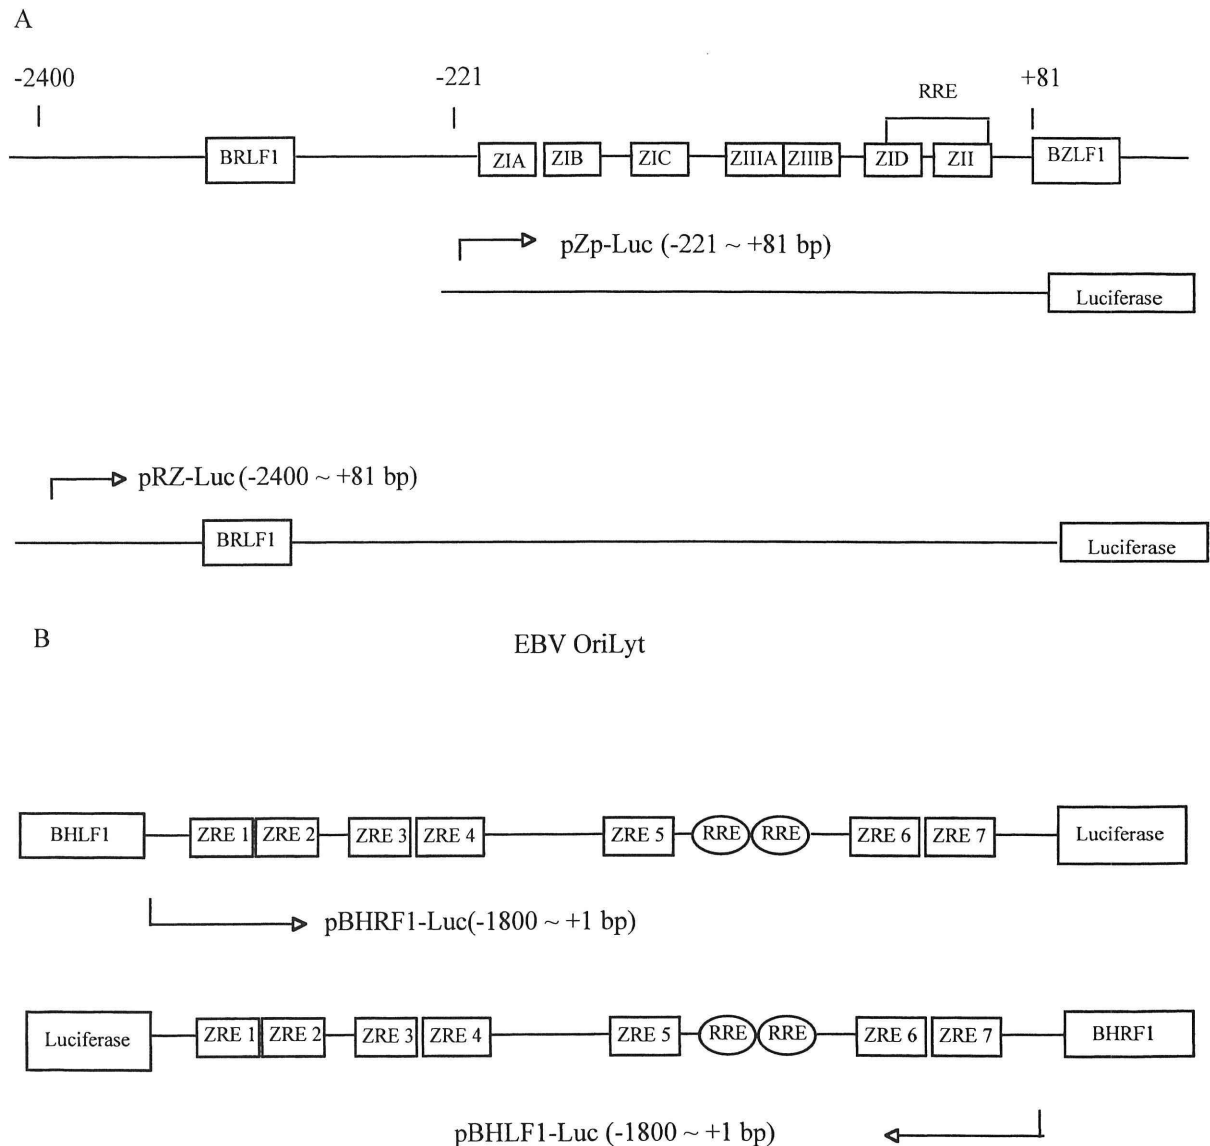 A
-2400 -221 +81
RRE
BRLF1 ZIA ZIB ZIC ZIIIA ZIIIB ZID ZII BZLF1
pZp-Luc (-221 ~ +81 bp)
Luciferase
pRZ-Luc (-2400 ~ +81 bp)
BRLF1 Luciferase
B EBV OriLyt
BHLF1 ZRE 1 ZRE 2 ZRE 3 ZRE 4 ZRE 5 RRE RRE ZRE 6 ZRE 7 Luciferase
pBHRF1-Luc(-1800 ~ +1 bp)
Luciferase ZRE 1 ZRE 2 ZRE 3 ZRE 4 ZRE 5 RRE RRE ZRE 6 ZRE 7 BHRF1
pBHLF1-Luc (-1800 ~ +1 bp)